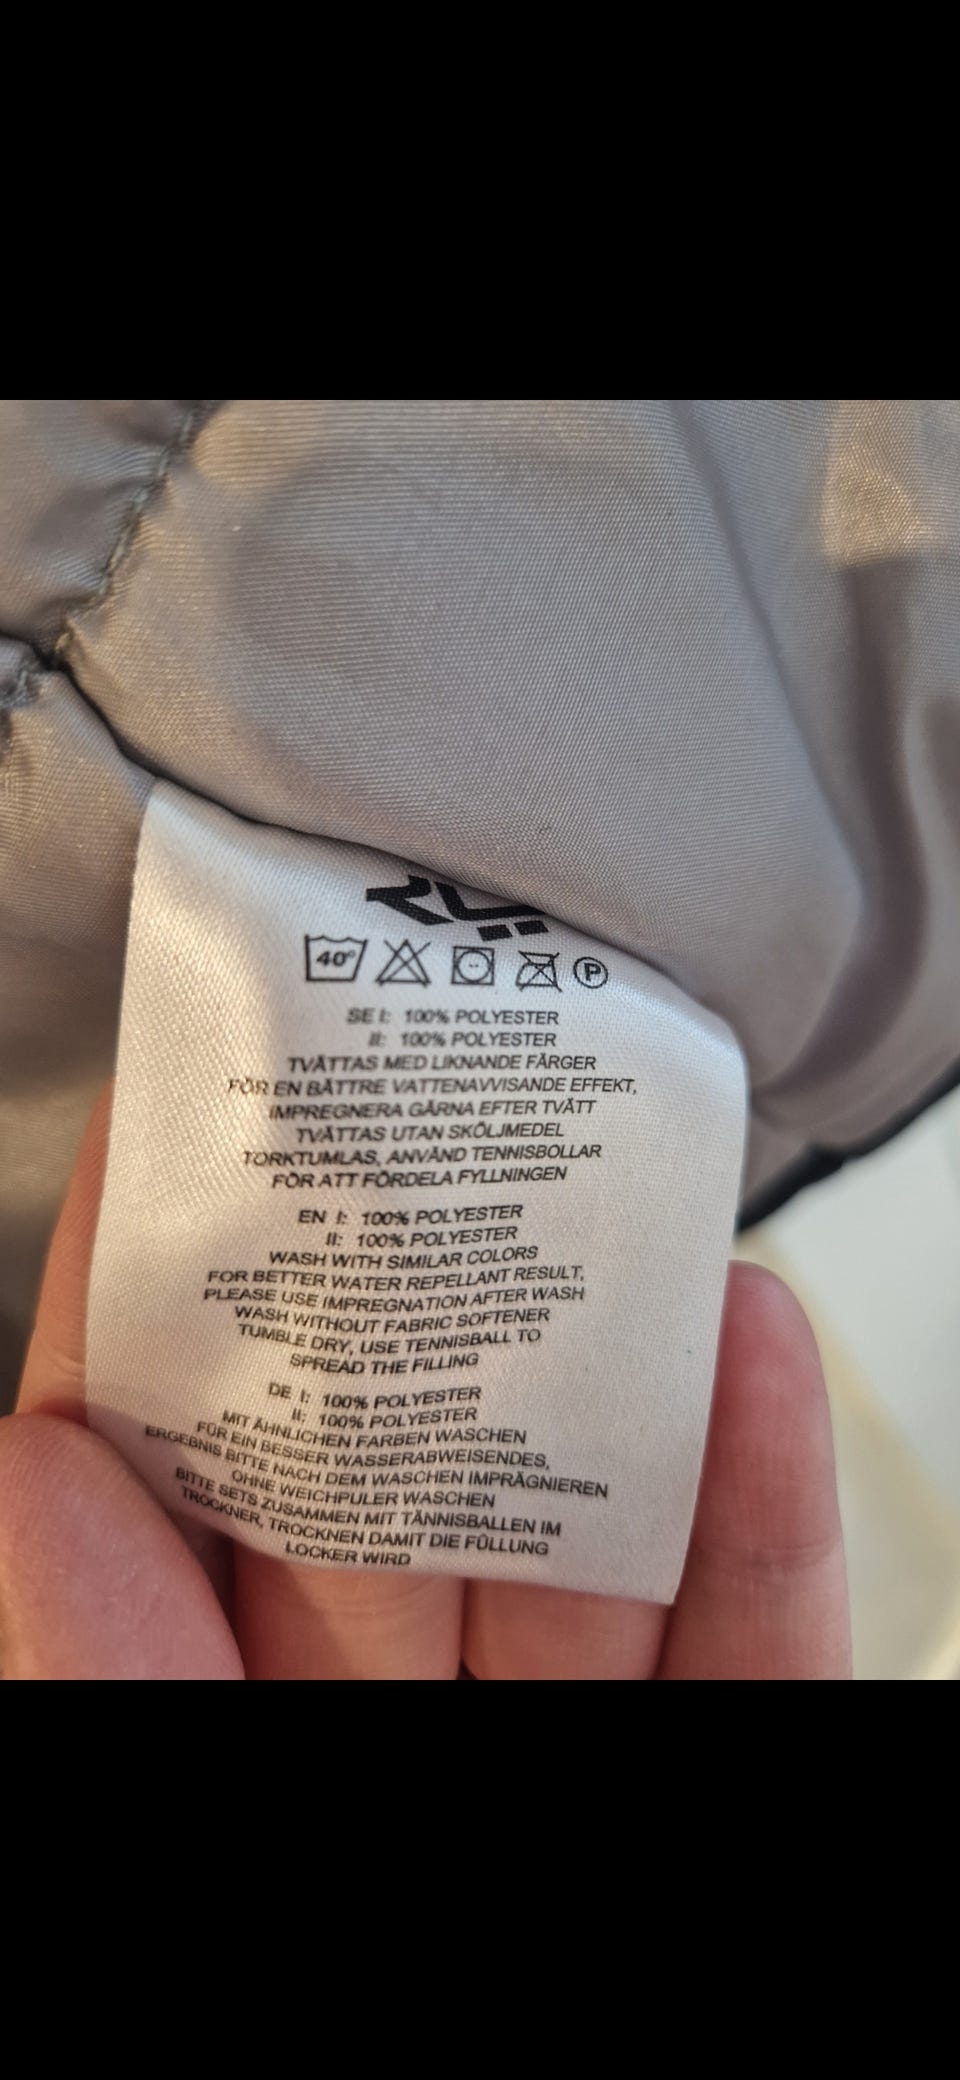 40°
P
SE I: 100% POLYESTER
II: 100% POLYESTER
TVÄTTAS MED LIKNANDE FÄRGER
FÖR EN BÄTTRE VATTENAVVISANDE EFFEKT,
IMPREGNERA GÄRNA EFTER TVÄTT
TVÄTTAS UTAN SKÖLJMEDEL
TORKTUMLAS, ANVÄND TENNISBOLLAR
FÖR ATT FÖRDELA FYLLNINGEN
EN I: 100% POLYESTER
II: 100% POLYESTER
WASH WITH SIMILAR COLORS
FOR BETTER WATER REPELLANT RESULT,
PLEASE USE IMPREGNATION AFTER WASH
WASH WITHOUT FABRIC SOFTENER
TUMBLE DRY, USE TENNISBALL TO
SPREAD THE FILLING
DE I: 100% POLYESTER
II: 100% POLYESTER
MIT ÄHNLICHEN FARBEN WASCHEN
FÜR EIN BESSER WASSERABWEISENDES,
ERGEBNIS BITTE NACH DEM WASCHEN IMPRÄGNIEREN
OHNE WEICHPULER WASCHEN
BITTE SETS ZUSAMMEN MIT TÄNNISBALLEN IM
TROCKNER, TROCKNEN DAMIT DIE FÜLLUNG
LOCKER WIRD